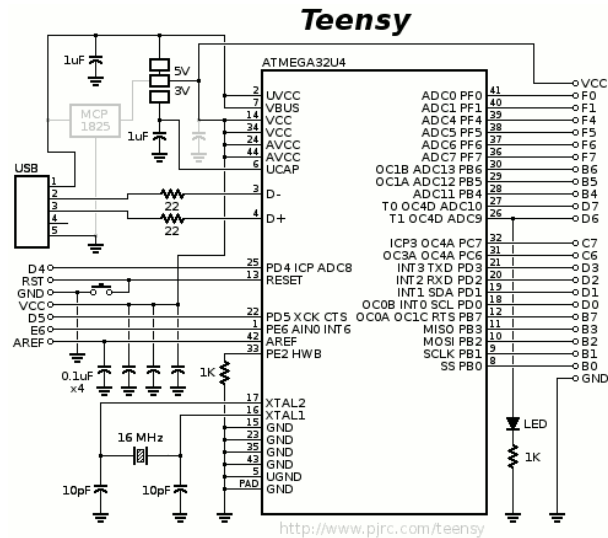 Teensy
ATMEGA32U4
1uF
5V
3V
MCP
1825
1uF
USB
1
2
3
4
5
22
22
2 UVCC
7 VBUS
14 VCC
34 VCC
24 AVCC
44 AVCC
6 UCAP
3 D-
4 D+
25 PD4 ICP ADC8
13 RESET
22 PD5 XCK CTS
1 PE6 AIN0 INT6
42 AREF
33 PE2 HWB
17 XTAL2
16 XTAL1
15 GND
23 GND
35 GND
43 GND
5 UGND
PAD GND
D4
RST
GND
VCC
D5
E6
AREF
0.1uF
x4
1K
16 MHz
10pF
10pF
VCC
ADC0 PF0 41 F0
ADC1 PF1 40 F1
ADC4 PF4 39 F4
ADC5 PF5 38 F5
ADC6 PF6 37 F6
ADC7 PF7 36 F7
OC1B ADC13 PB6 30 B6
OC1A ADC12 PB5 29 B5
ADC11 PB4 28 B4
T0 OC4D ADC10 27 D7
T1 OC4D ADC9 26 D6
ICP3 OC4A PC7 32 C7
OC3A OC4A PC6 31 C6
INT3 TXD PD3 21 D3
INT2 RXD PD2 20 D2
INT1 SDA PD1 19 D1
OC0B INT0 SCL PD0 18 D0
OC0A OC1C RTS PB7 12 B7
MISO PB3 11 B3
MOSI PB2 10 B2
SCLK PB1 9 B1
SS PB0 8 B0
GND
LED
1K
http://www.pjrc.com/teensy